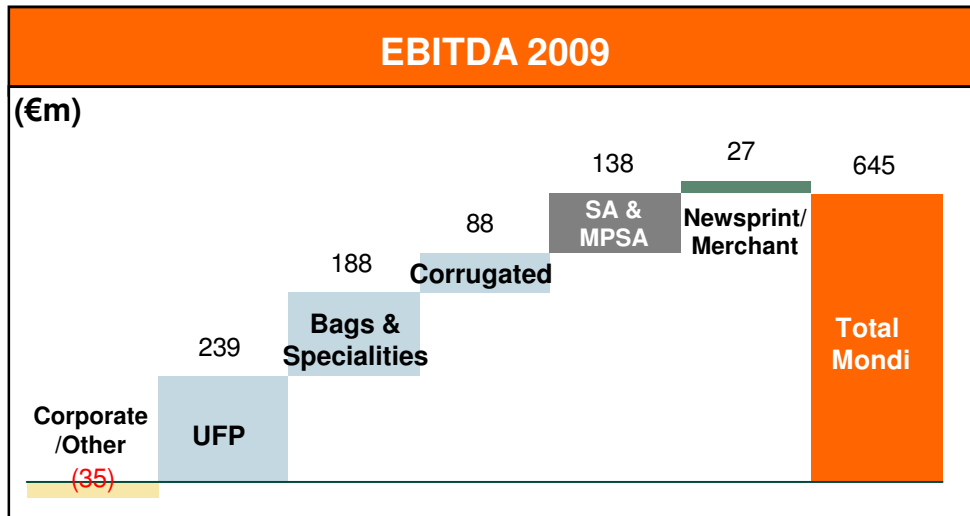 EBITDA 2009
(€m)
Corporate
/Other
(35)
239
UFP
188
Bags &
Specialities
88
Corrugated
138
SA &
MPSA
27
Newsprint/
Merchant
645
Total
Mondi